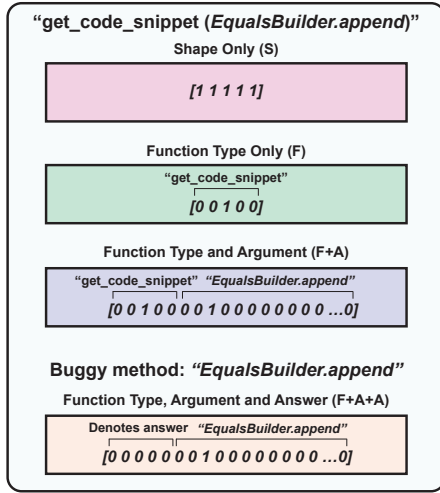 “get_code_snippet (EqualsBuilder.append)”
Shape Only (S)
[1 1 1 1 1]
Function Type Only (F)
“get_code_snippet”
[0 0 1 0 0]
Function Type and Argument (F+A)
“get_code_snippet” “EqualsBuilder.append”
[0 0 1 0 0 0 0 1 0 0 0 0 0 0 0 0 ...0]
Buggy method: “EqualsBuilder.append”
Function Type, Argument and Answer (F+A+A)
Denotes answer “EqualsBuilder.append”
[0 0 0 0 0 0 0 1 0 0 0 0 0 0 0 0 ...0]